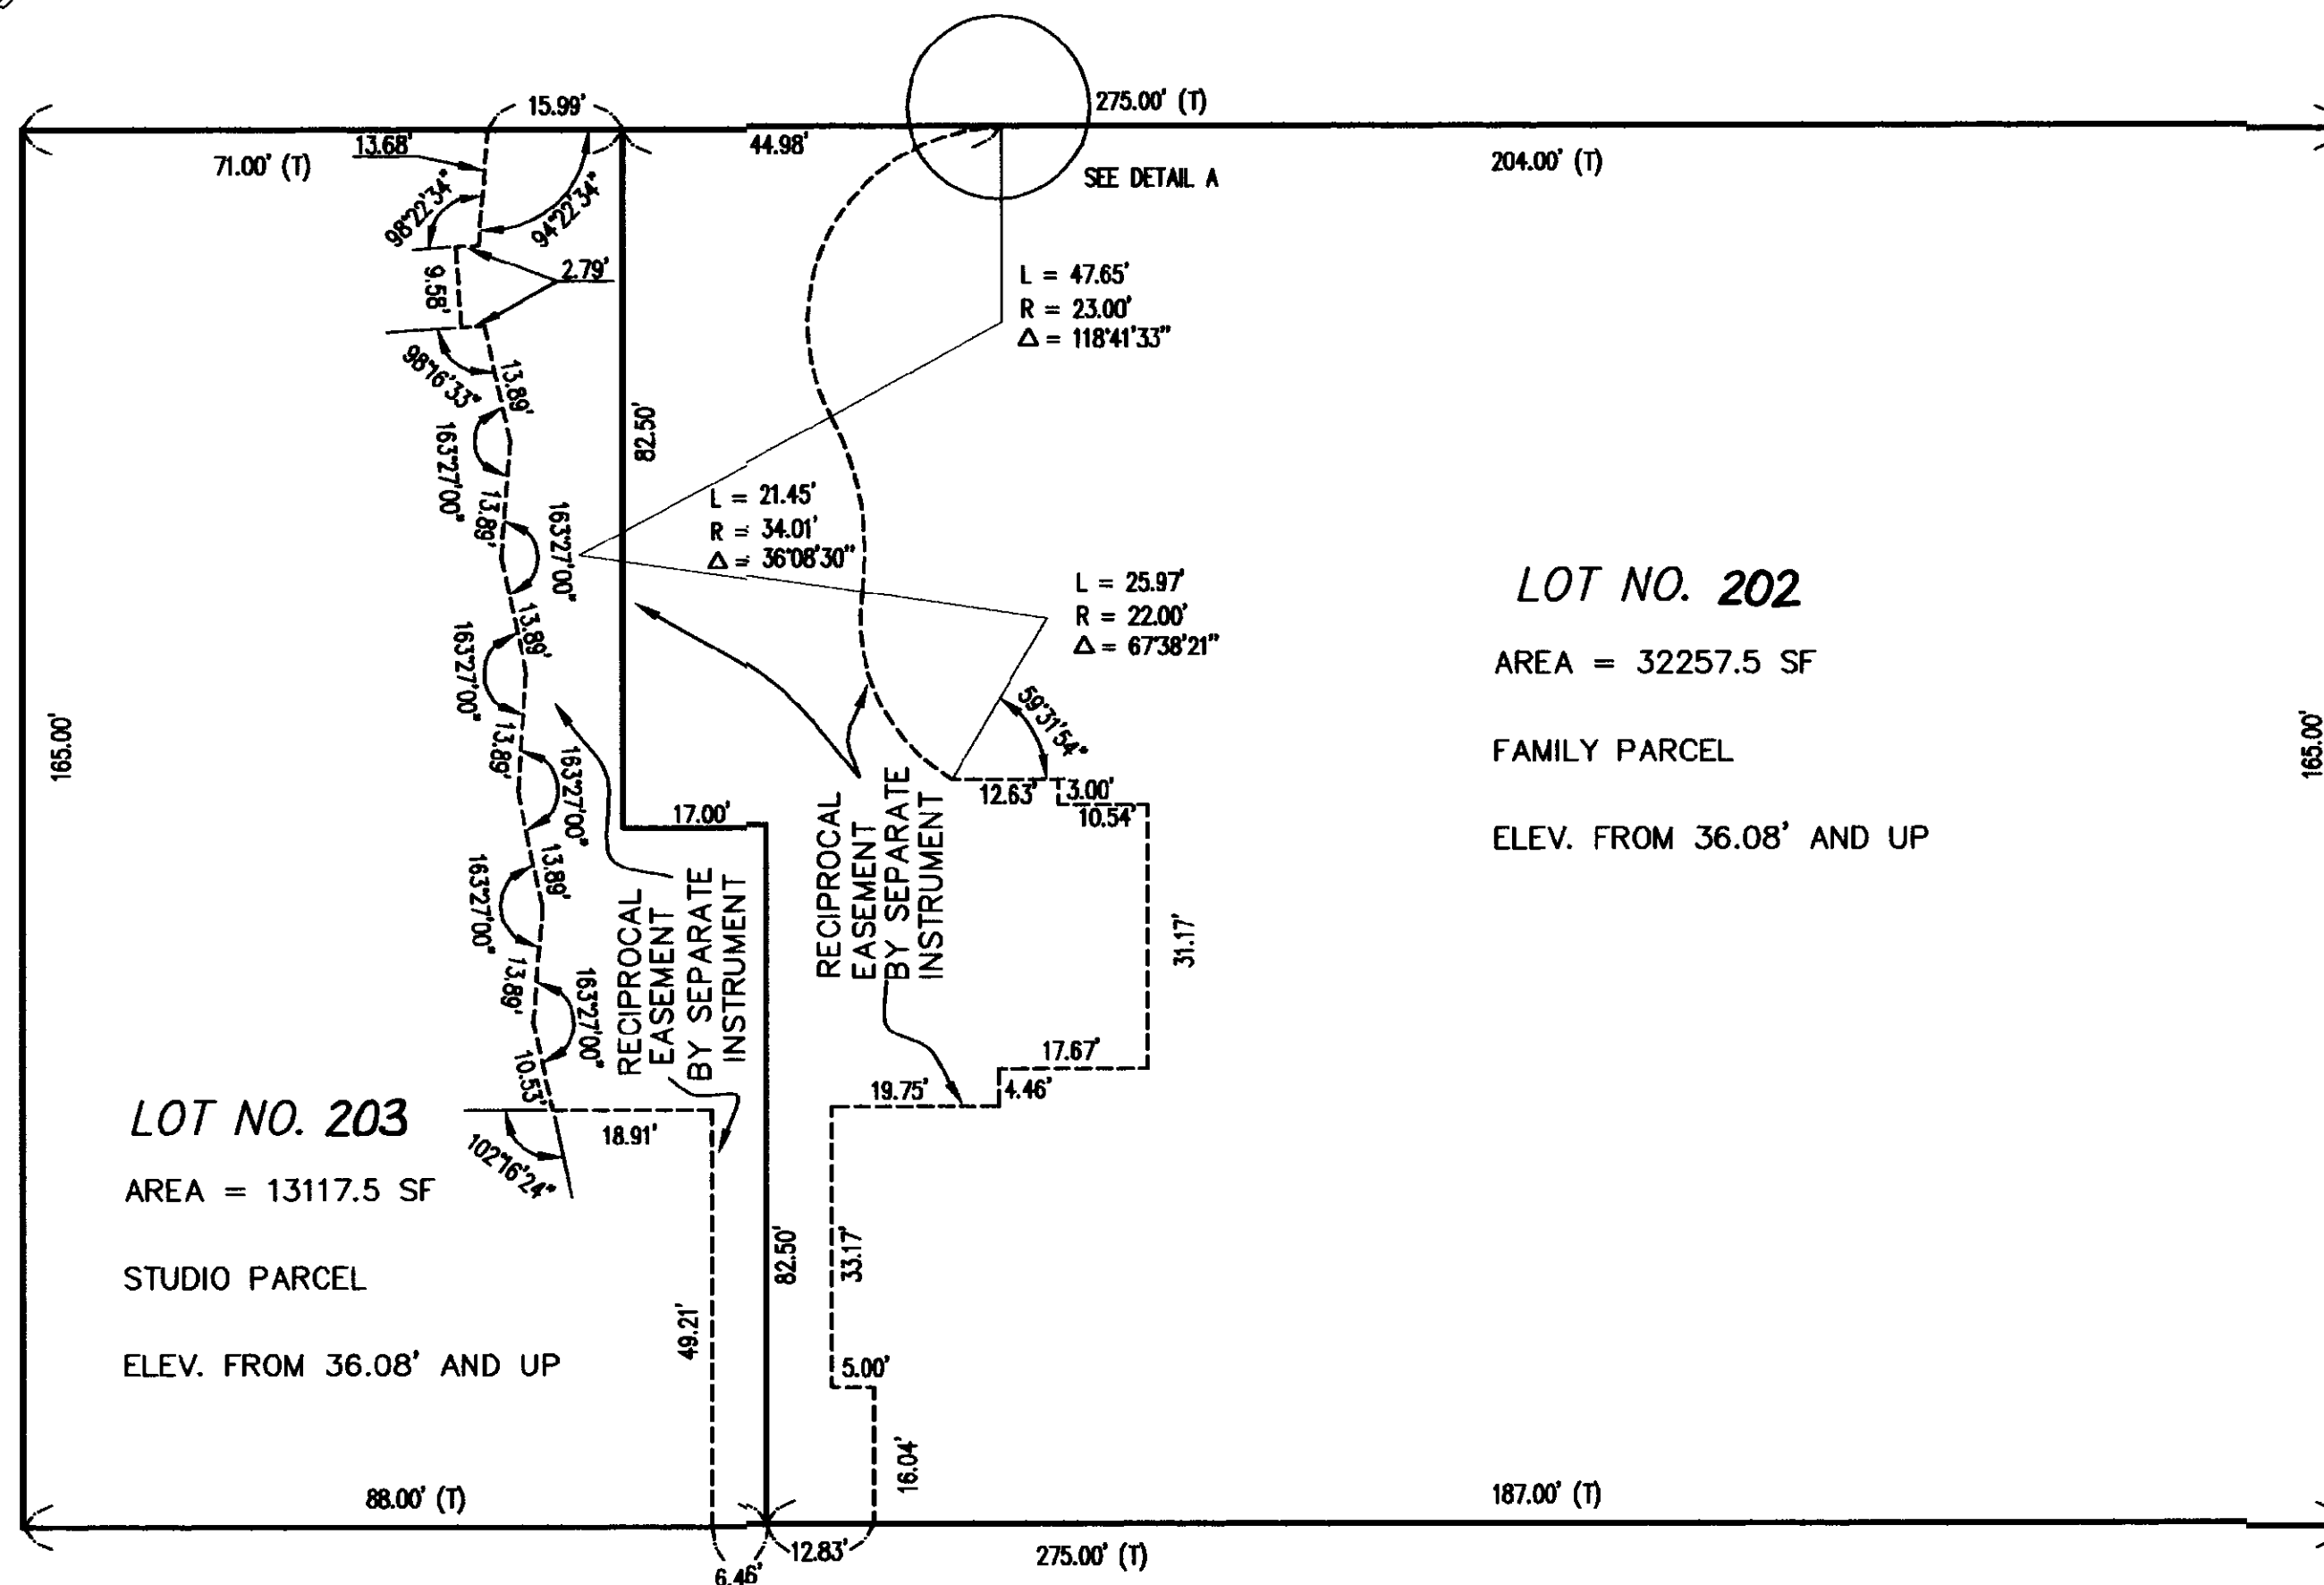 15.99'
275.00' (T)
13.68'
71.00' (T)
44.98'
204.00' (T)
SEE DETAIL A
98°22'34"
94°22'34"
2.79'
9.58'
L = 47.65'
R = 23.00'
Δ = 118°41'33"
98°16'33"
13.89'
82.50'
163°27'00"
13.89'
163°27'00"
L = 21.45'
R = 34.01'
Δ = 36°08'30"
L = 25.97'
R = 22.00'
Δ = 67°38'21"
LOT NO. 202
AREA = 32257.5 SF
FAMILY PARCEL
ELEV. FROM 36.08' AND UP
13.89'
163°27'00"
59°31'54"
165.00'
165.00'
13.89'
163°27'00"
12.63'
3.00'
10.54'
17.00'
RECIPROCAL
EASEMENT
BY SEPARATE
INSTRUMENT
13.89'
163°27'00"
RECIPROCAL
EASEMENT
BY SEPARATE
INSTRUMENT
31.17'
13.89'
163°27'00"
10.53'
17.67'
19.75'
4.46'
LOT NO. 203
AREA = 13117.5 SF
STUDIO PARCEL
ELEV. FROM 36.08' AND UP
18.91'
102°16'24"
82.50'
33.17'
49.21'
5.00'
16.04'
88.00' (T)
187.00' (T)
12.83'
275.00' (T)
6.46'